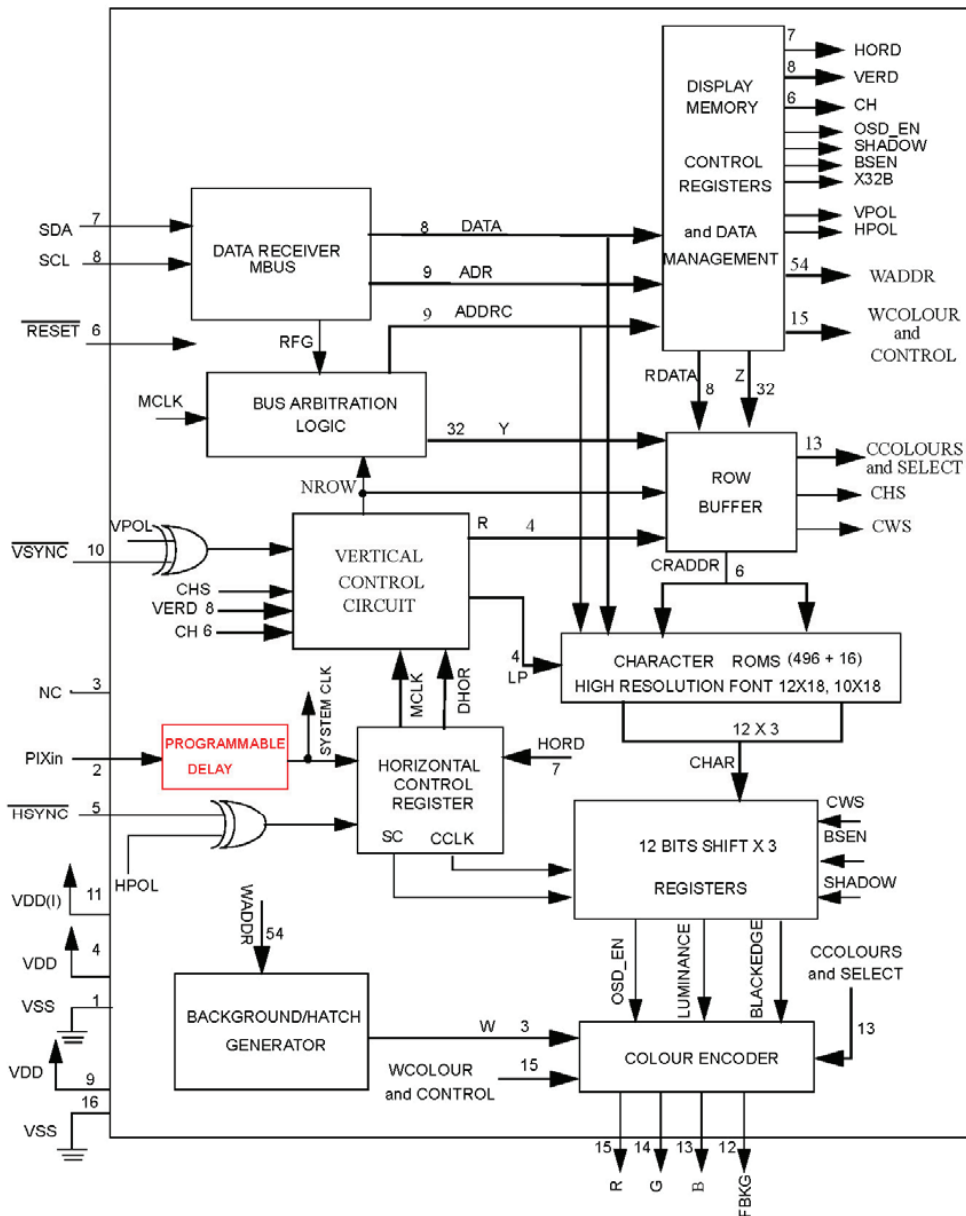 7
HORD
8
VERD
6
CH
OSD_EN
SHADOW
BSEN
X32B
VPOL
HPOL
54
WADDR
15
WCOLOUR
and
CONTROL
DISPLAY
MEMORY
CONTROL
REGISTERS
and DATA
MANAGEMENT
SDA
7
SCL
8
RESET
6
DATA RECEIVER
MBUS
8
DATA
9
ADR
9
ADDRC
RFG
MCLK
BUS ARBITRATION
LOGIC
32
Y
NROW
RDATA
8
Z
32
ROW
BUFFER
13
CCOLOURS
and SELECT
CHS
CWS
CRADDR
6
VPOL
VSYNC
10
CHS
VERD 8
CH 6
VERTICAL
CONTROL
CIRCUIT
R
4
4
LP
CHARACTER ROMS (496 + 16)
HIGH RESOLUTION FONT 12X18, 10X18
12 X 3
CHAR
NC
3
PIXin
2
PROGRAMMABLE
DELAY
SYSTEM CLK
MCLK
DHOR
HORIZONTAL
CONTROL
REGISTER
SC
CCLK
HORD
7
HSYNC
5
HPOL
12 BITS SHIFT X 3
REGISTERS
CWS
BSEN
SHADOW
VDD(I)
11
VDD
4
VSS
1
VDD
9
16
VSS
WADDR
54
BACKGROUND/HATCH
GENERATOR
W
3
WCOLOUR
and CONTROL
15
OSD_EN
LUMINANCE
BLACKEDGE
CCOLOURS
and SELECT
13
COLOUR ENCODER
15
14
13
12
R
G
B
FBKG